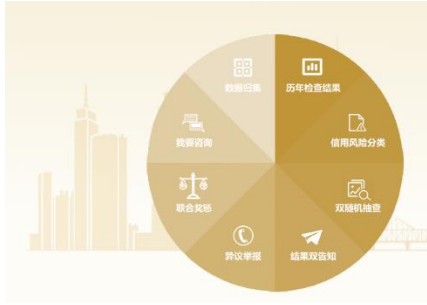 数据归集
历年检查结果
我要咨询
信用风险分类
联合奖惩
双随机抽查
异议举报
结果双告知